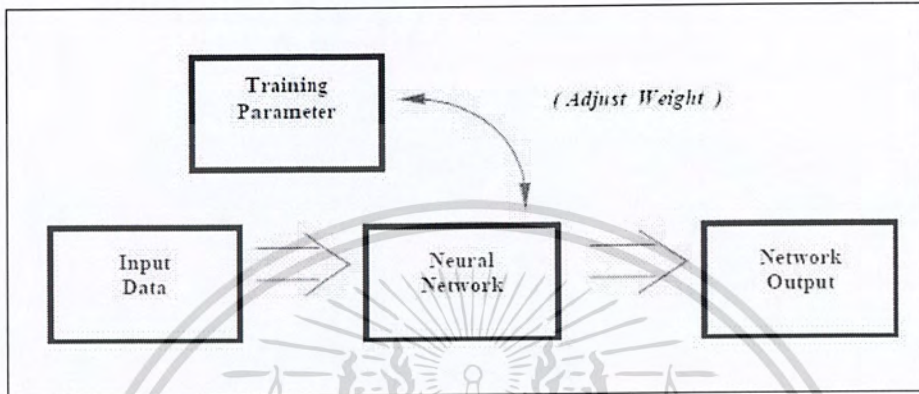 Training
Parameter
( Adjust Weight )
Input
Data
Neural
Network
Network
Output